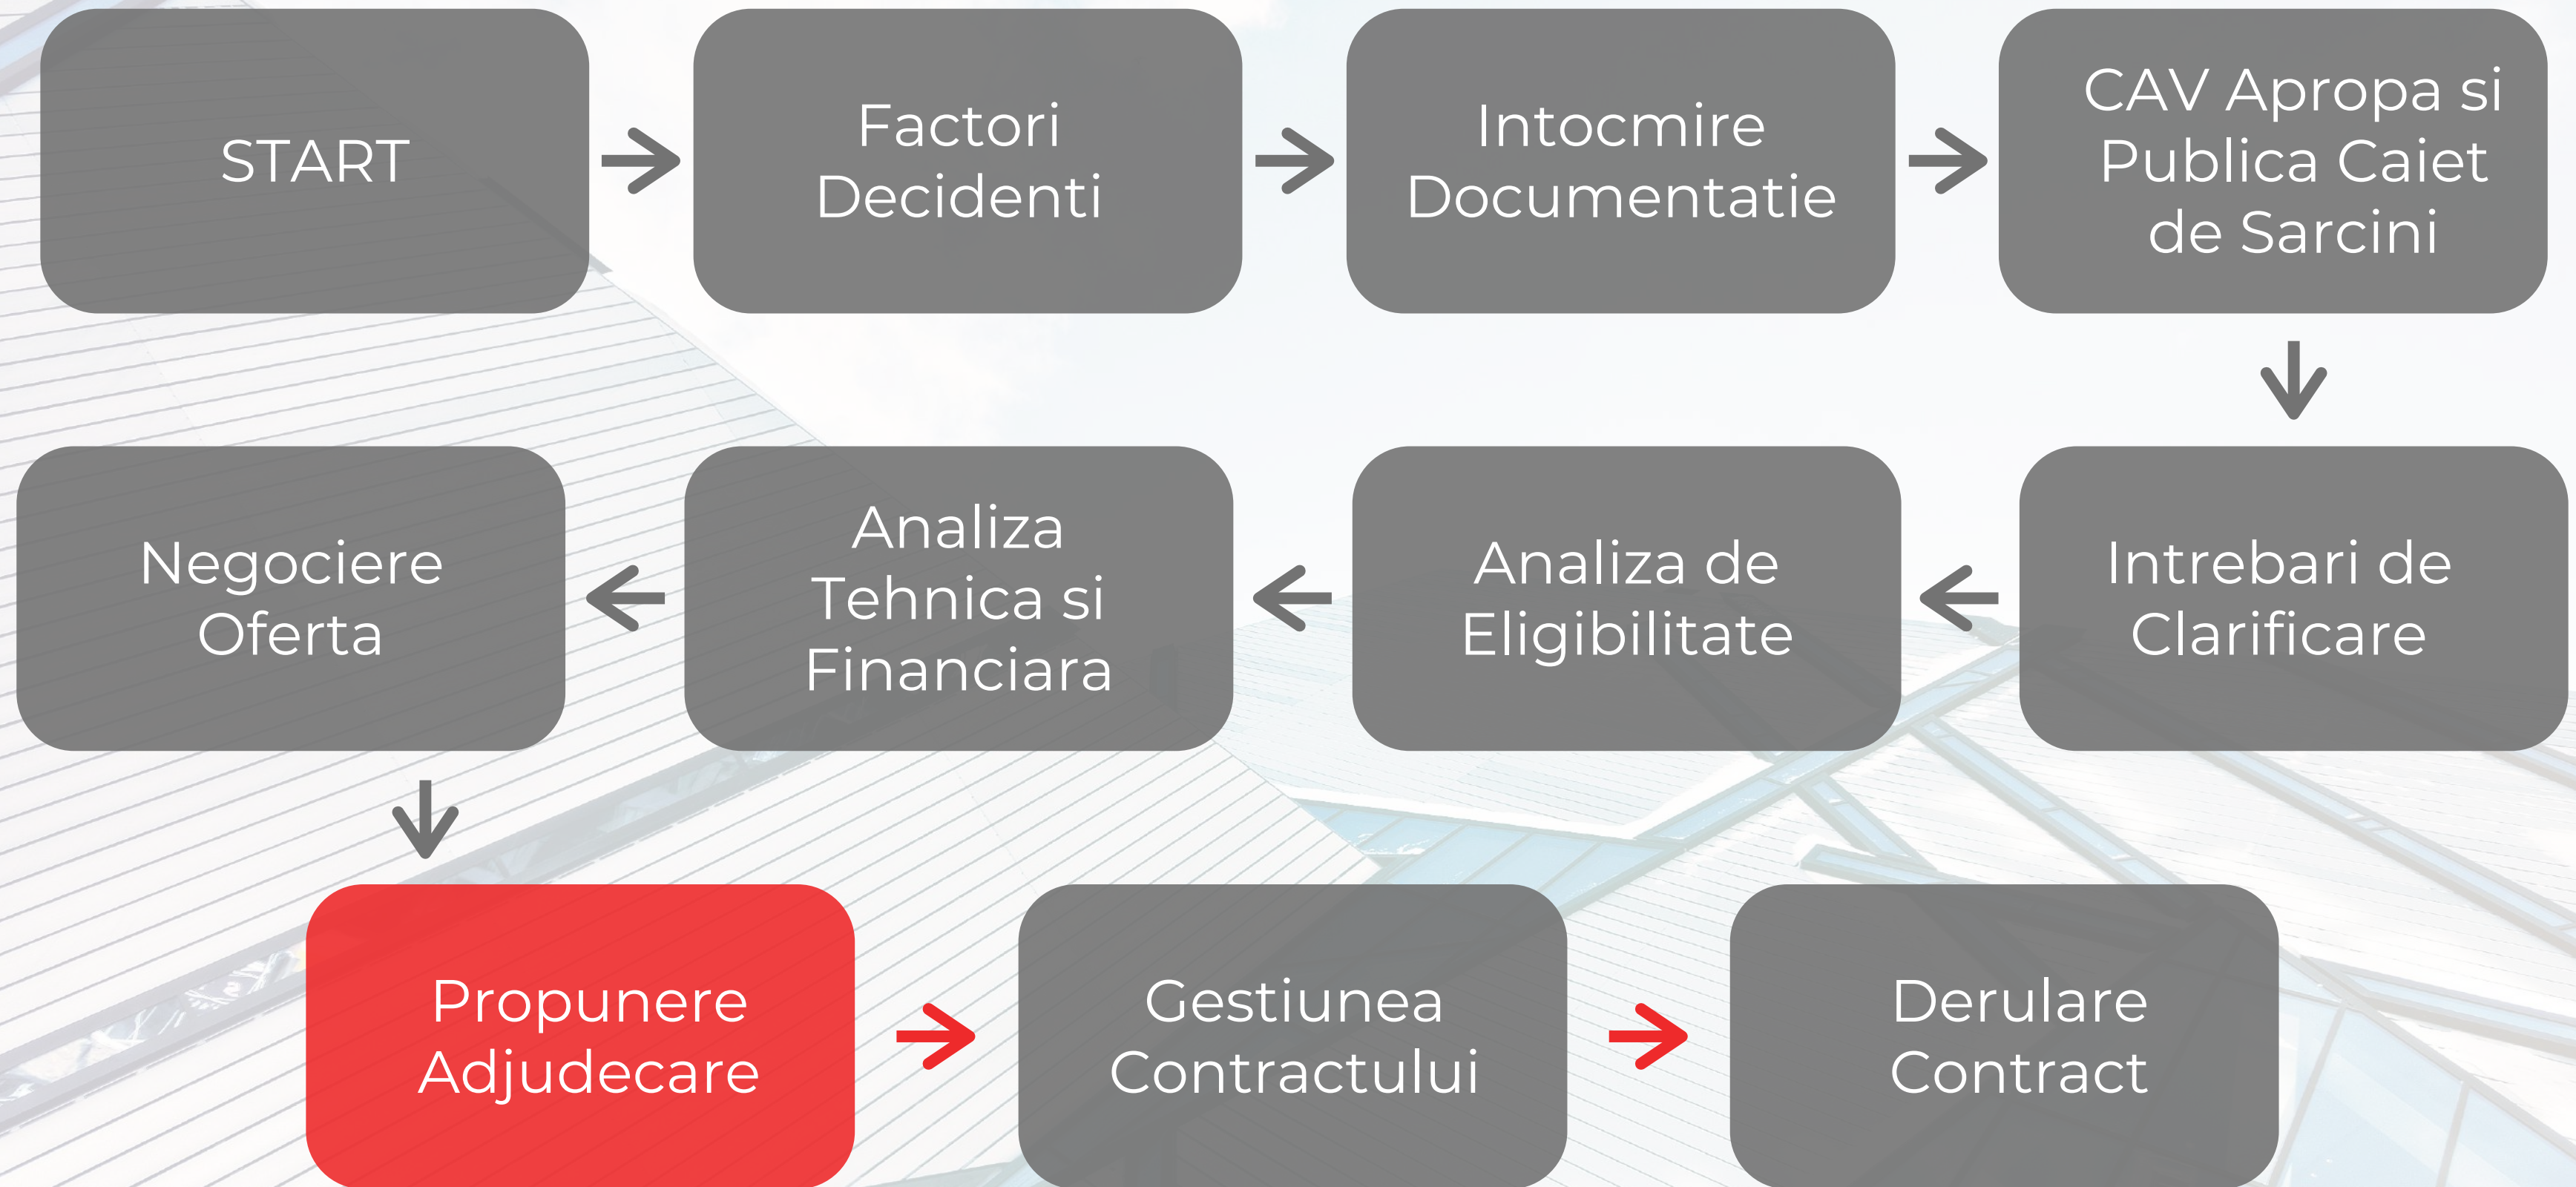 START
Factori
Decidenti
Intocmire
Documentatie
CAV Apropa si
Publica Caiet
de Sarcini
Intrebari de
Clarificare
Analiza de
Eligibilitate
Analiza
Tehnica si
Financiara
Negociere
Oferta
Propunere
Adjudecare
Gestiunea
Contractului
Derulare
Contract